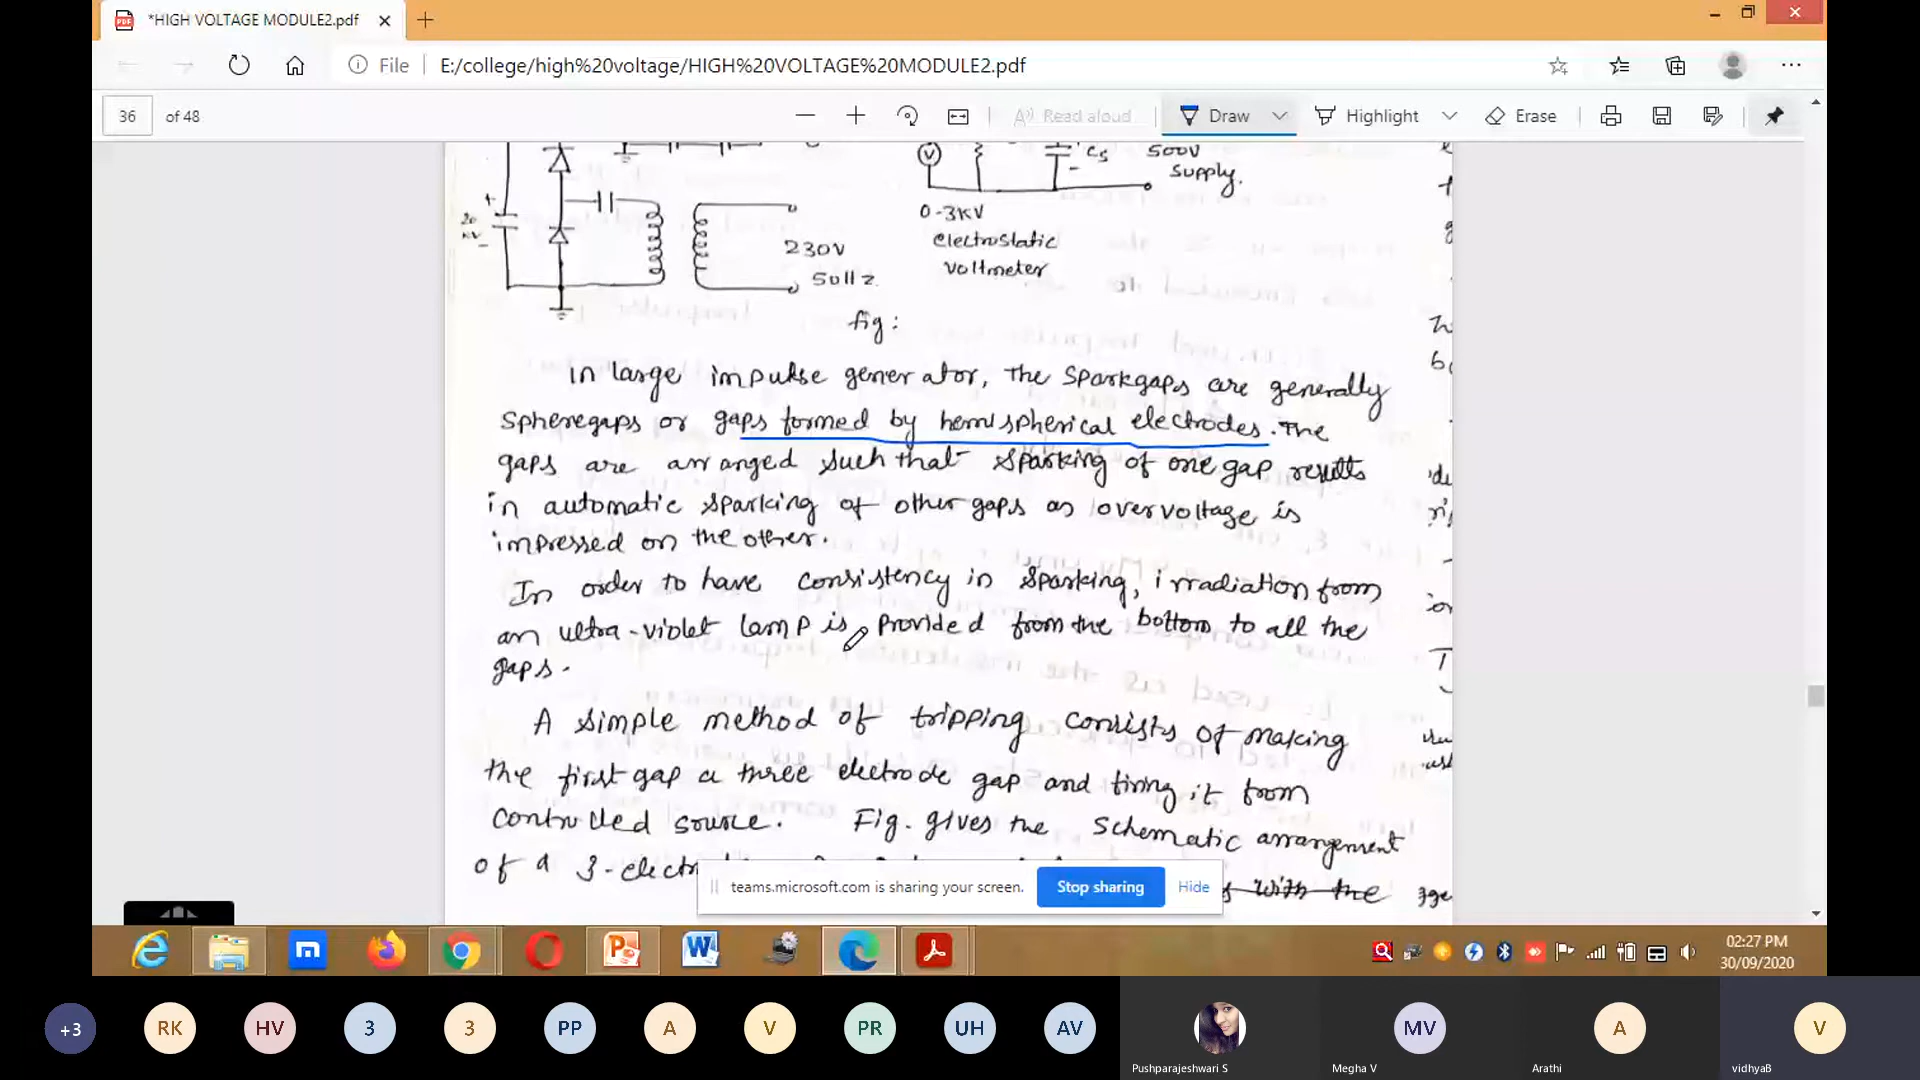 *HIGH VOLTAGE MODULE2.pdf
File E:/college/high%20voltage/HIGH%20VOLTAGE%20MODULE2.pdf
36 of 48
Read aloud Draw Highlight Erase
Cs 500V
Supply.
V
+
20
KV
-
230V
50Hz
0-3KV
electrostatic
voltmeter
fig:
In large impulse generator, the sparkgaps are generally
spheregaps or gaps formed by hemispherical electrodes. The
gaps are arranged such that sparking of one gap results
in automatic sparking of other gaps as overvoltage is
impressed on the other.
In order to have consistency in sparking, irradiation from
an ultra-violet lamp is provided from the bottom to all the
gaps.
A simple method of tripping consists of making
the first gap a three electrode gap and firing it from
controlled source. Fig. gives the schematic arrangement
of a 3-electr
with the
teams.microsoft.com is sharing your screen. Stop sharing Hide
02:27 PM
30/09/2020
+3 RK HV 3 3 PP A V PR UH AV MV A V
Pushparajeshwari S Megha V Arathi vidhyaB